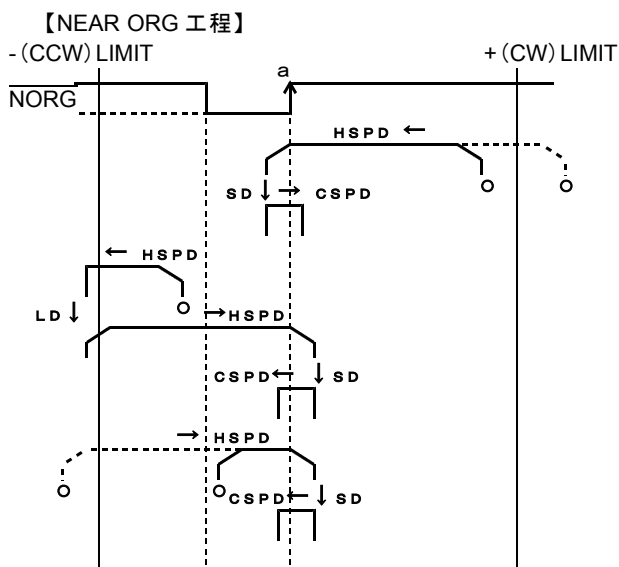 【NEAR ORG 工程】
-（CCW）LIMIT +（CW）LIMIT
a
NORG
HSPD ←
SD ↓ → CSPD
← HSPD
LD ↓
→ HSPD
CSPD ← ↓ SD
→ HSPD
CSPD ← ↓ SD